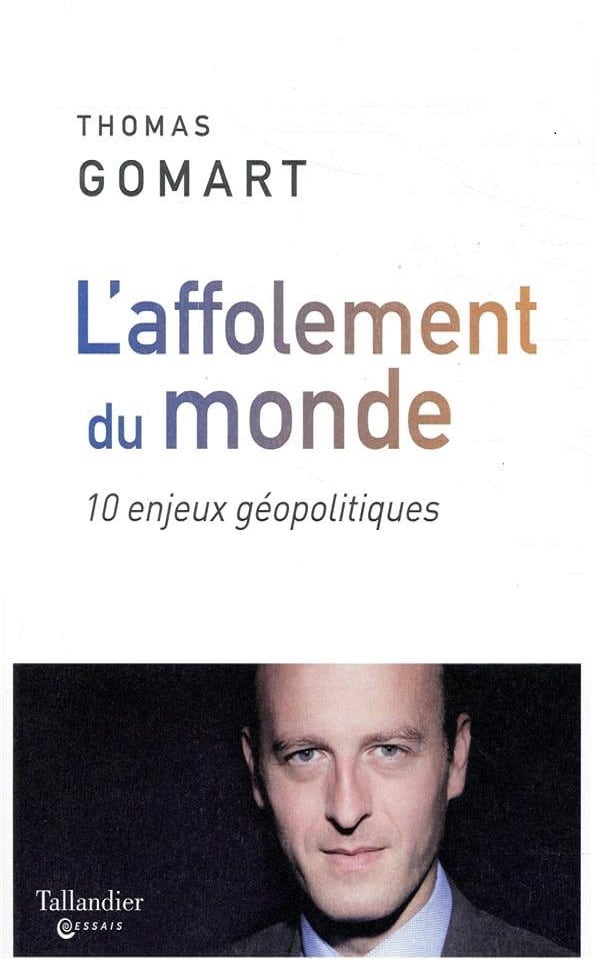 THOMAS
GOMART
L'affolement
du monde
10 enjeux géopolitiques
Tallandier
ESSAIS